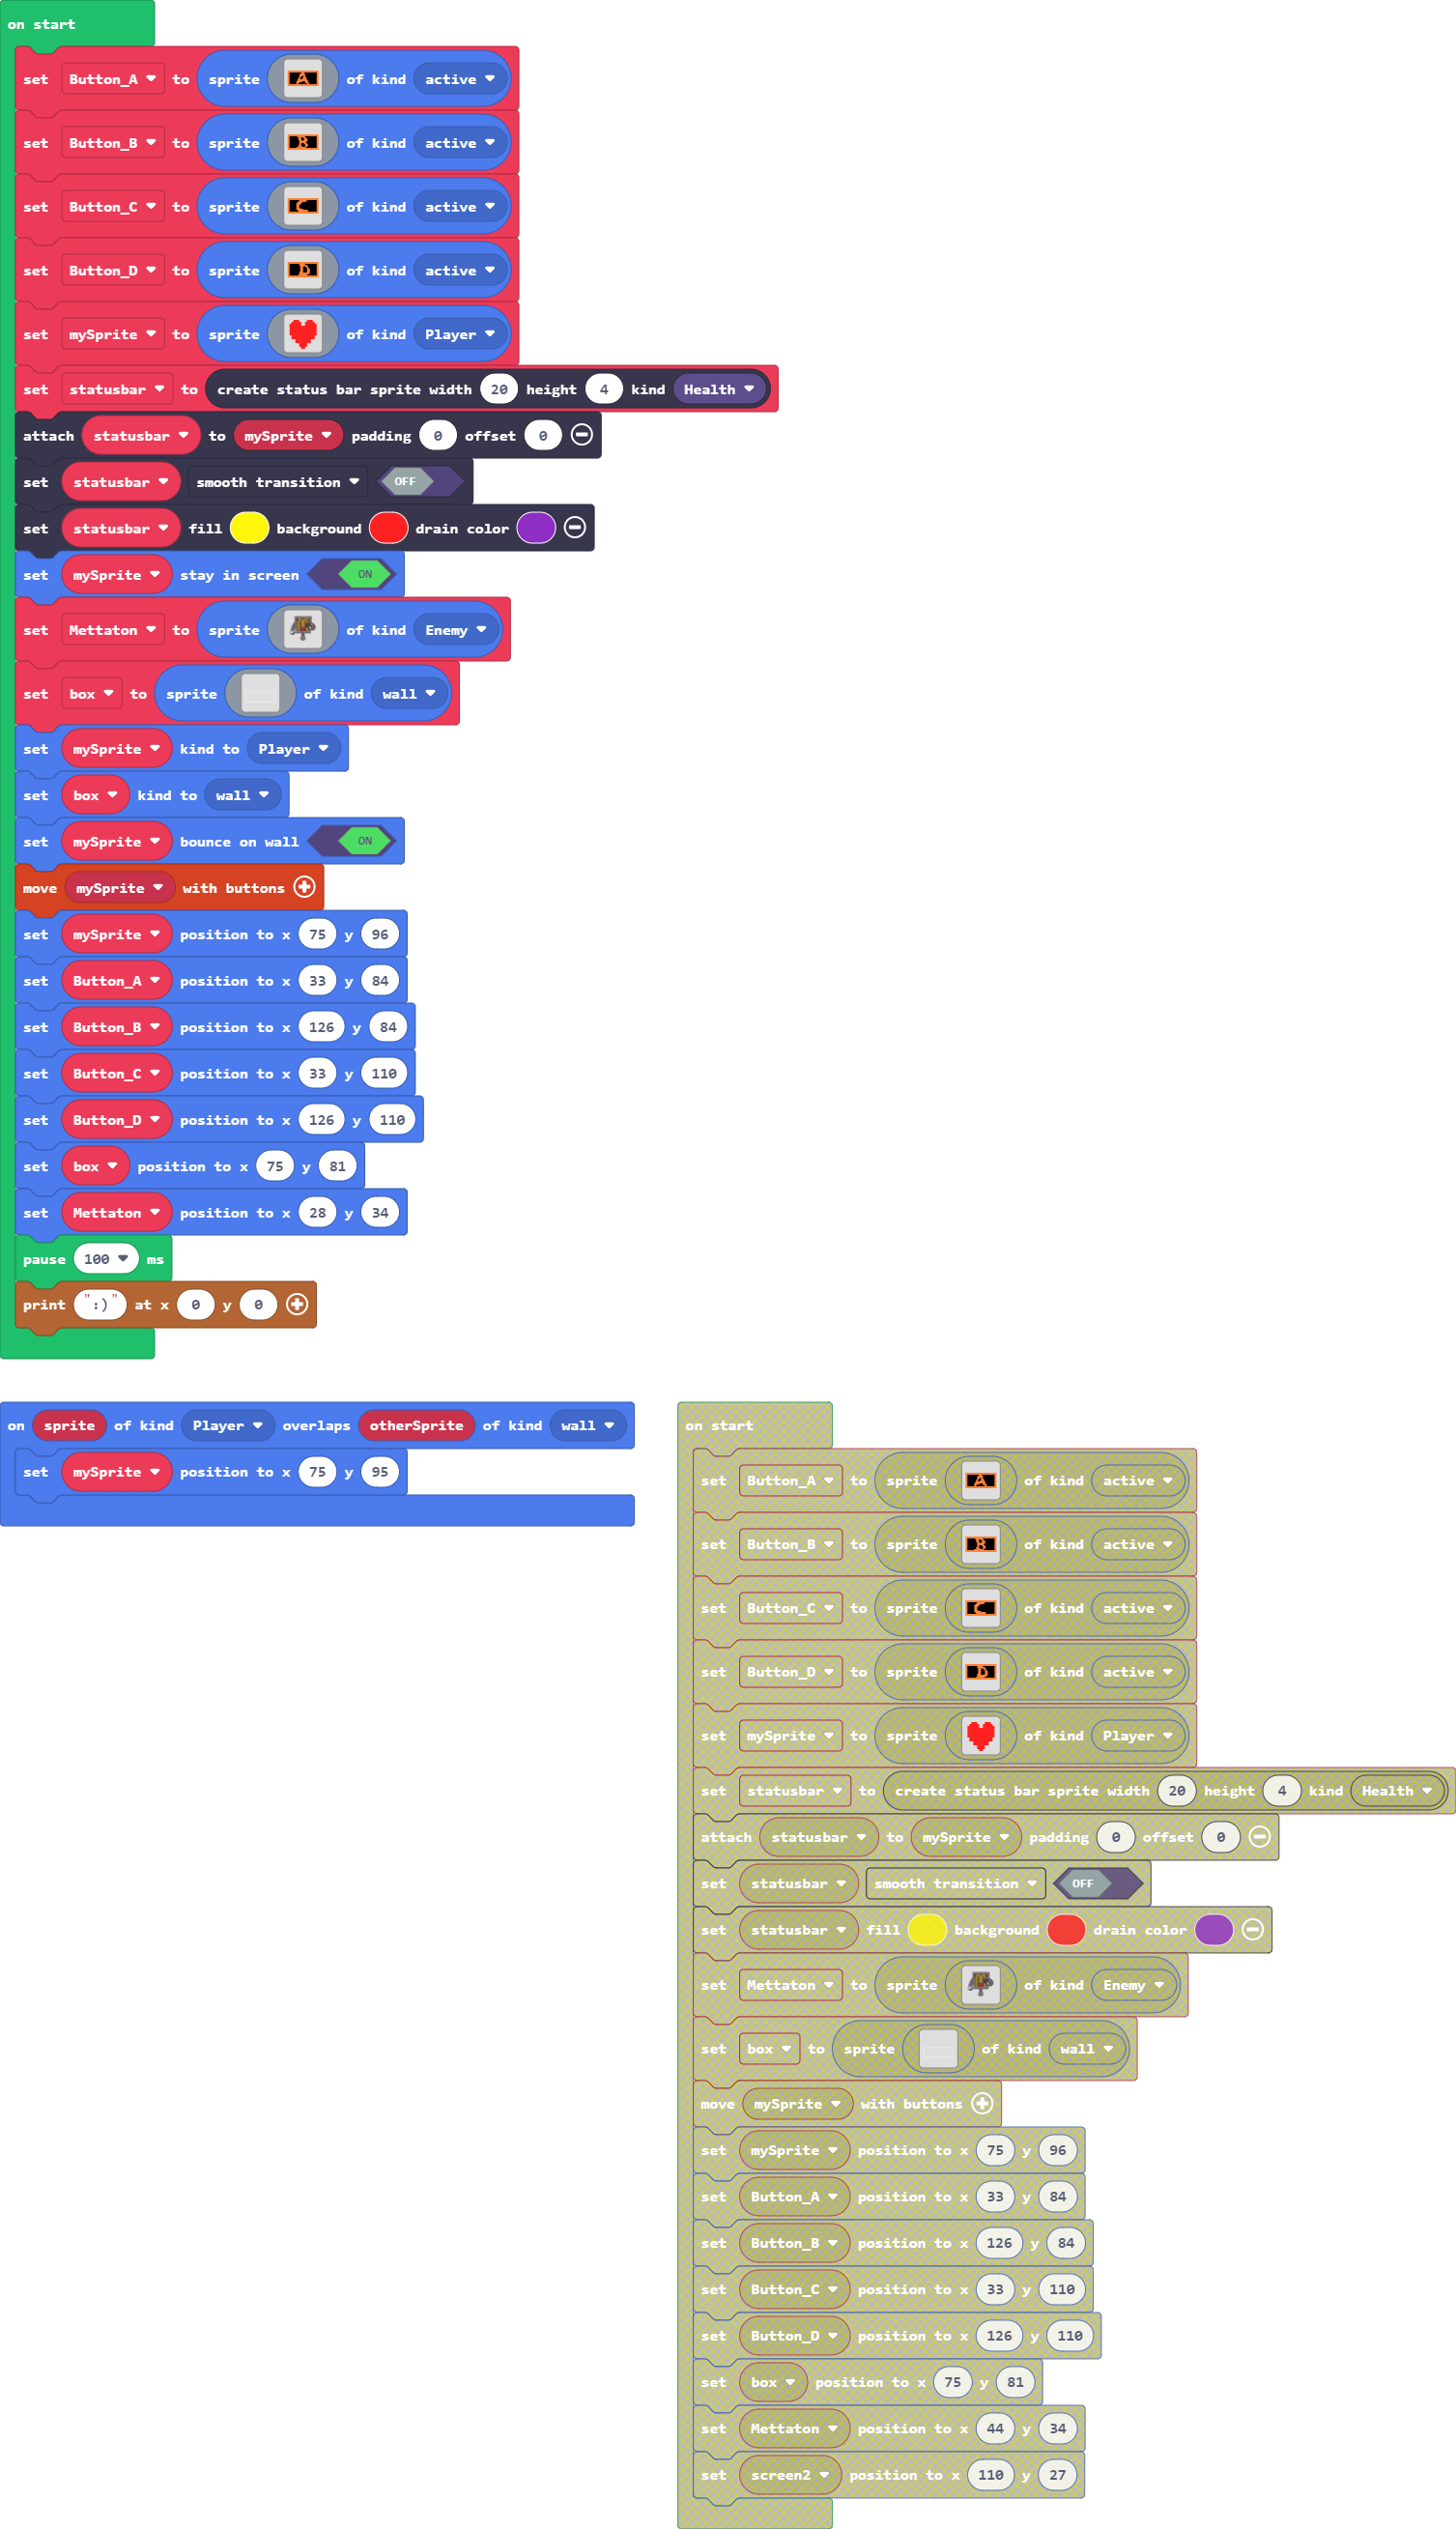 on start
set Button_A to sprite A of kind active
set Button_B to sprite B of kind active
set Button_C to sprite C of kind active
set Button_D to sprite D of kind active
set mySprite to sprite of kind Player
set statusbar to create status bar sprite width 20 height 4 kind Health
attach statusbar to mySprite padding 0 offset 0
set statusbar smooth transition OFF
set statusbar fill background drain color
set mySprite stay in screen ON
set Mettaton to sprite of kind Enemy
set box to sprite of kind wall
set mySprite kind to Player
set box kind to wall
set mySprite bounce on wall ON
move mySprite with buttons
set mySprite position to x 75 y 96
set Button_A position to x 33 y 84
set Button_B position to x 126 y 84
set Button_C position to x 33 y 110
set Button_D position to x 126 y 110
set box position to x 75 y 81
set Mettaton position to x 28 y 34
pause 100 ms
print ":)" at x 0 y 0
on sprite of kind Player overlaps otherSprite of kind wall
set mySprite position to x 75 y 95
on start
set Button_A to sprite A of kind active
set Button_B to sprite B of kind active
set Button_C to sprite C of kind active
set Button_D to sprite D of kind active
set mySprite to sprite of kind Player
set statusbar to create status bar sprite width 20 height 4 kind Health
attach statusbar to mySprite padding 0 offset 0
set statusbar smooth transition OFF
set statusbar fill background drain color
set Mettaton to sprite of kind Enemy
set box to sprite of kind wall
move mySprite with buttons
set mySprite position to x 75 y 96
set Button_A position to x 33 y 84
set Button_B position to x 126 y 84
set Button_C position to x 33 y 110
set Button_D position to x 126 y 110
set box position to x 75 y 81
set Mettaton position to x 44 y 34
set screen2 position to x 110 y 27